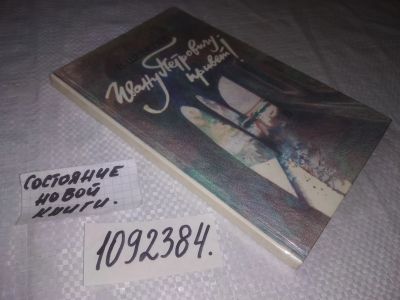 Ивану Петровичу –
привет!
СОСТОЯНИЕ
НОВОЙ
КНИГИ.
1092384.